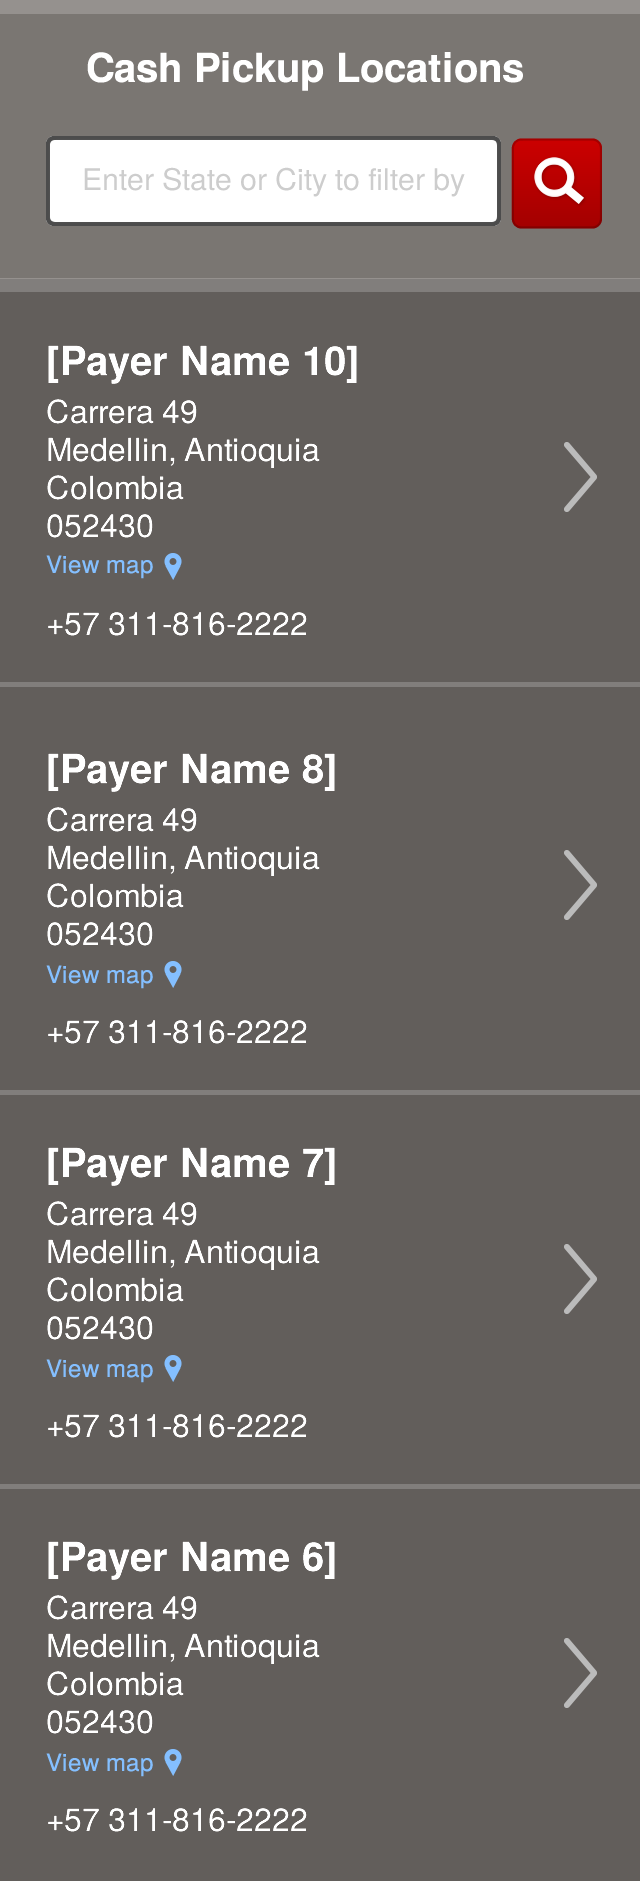 Cash Pickup Locations
Enter State or City to filter by
[Payer Name 10]
Carrera 49
Medellin, Antioquia
Colombia
052430
View map
+57 311-816-2222
[Payer Name 8]
Carrera 49
Medellin, Antioquia
Colombia
052430
View map
+57 311-816-2222
[Payer Name 7]
Carrera 49
Medellin, Antioquia
Colombia
052430
View map
+57 311-816-2222
[Payer Name 6]
Carrera 49
Medellin, Antioquia
Colombia
052430
View map
+57 311-816-2222